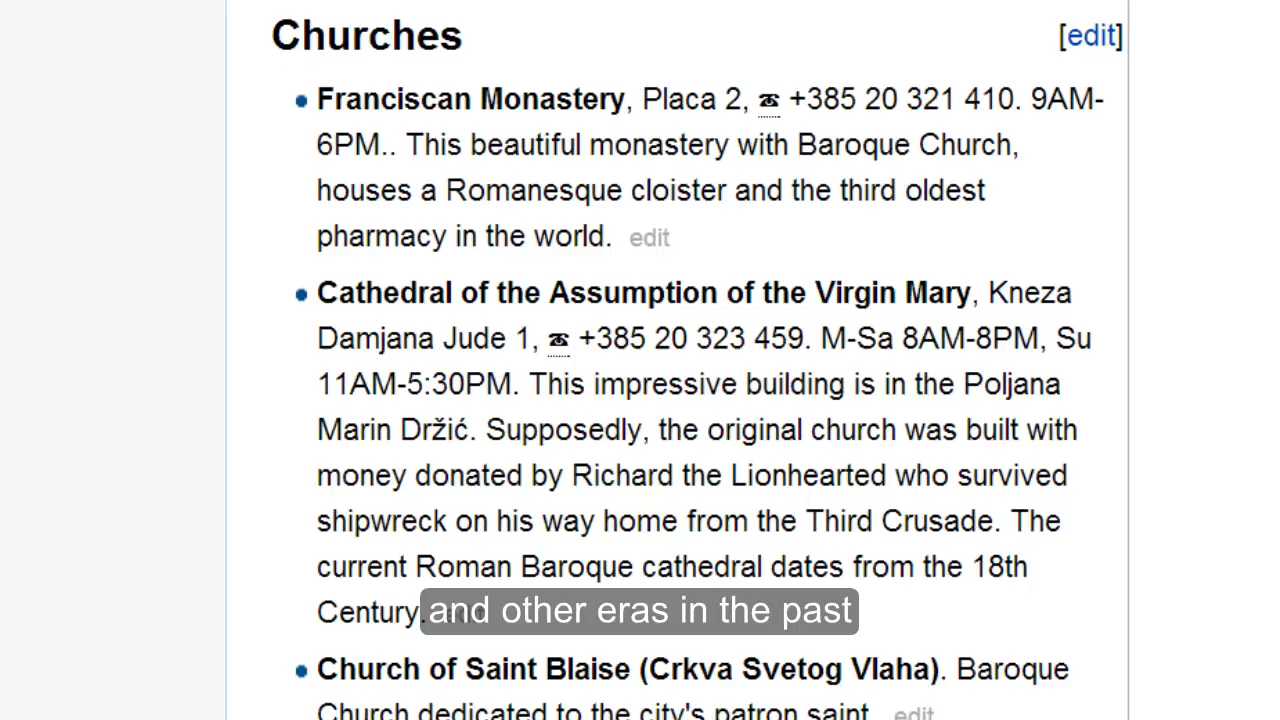 Churches [edit]
Franciscan Monastery, Placa 2, ☎ +385 20 321 410. 9AM-
6PM.. This beautiful monastery with Baroque Church,
houses a Romanesque cloister and the third oldest
pharmacy in the world. edit
Cathedral of the Assumption of the Virgin Mary, Kneza
Damjana Jude 1, ☎ +385 20 323 459. M-Sa 8AM-8PM, Su
11AM-5:30PM. This impressive building is in the Poljana
Marin Držić. Supposedly, the original church was built with
money donated by Richard the Lionhearted who survived
shipwreck on his way home from the Third Crusade. The
current Roman Baroque cathedral dates from the 18th
Century.
and other eras in the past
Church of Saint Blaise (Crkva Svetog Vlaha). Baroque
Church dedicated to the city's patron saint. edit